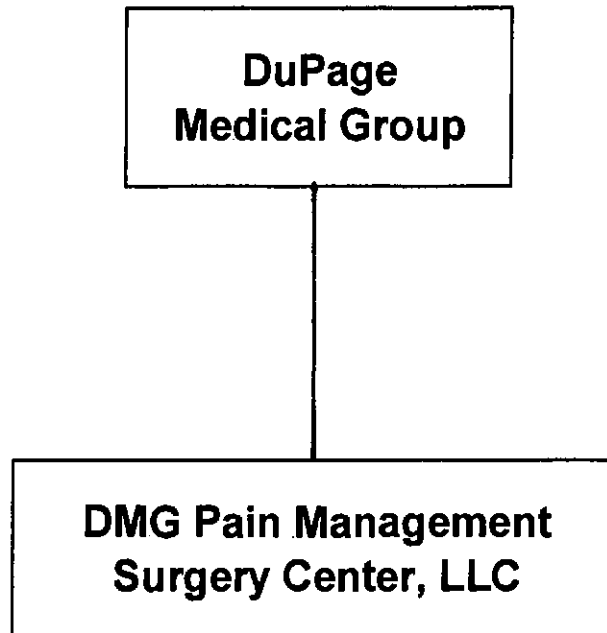 DuPage
Medical Group
DMG Pain Management
Surgery Center, LLC